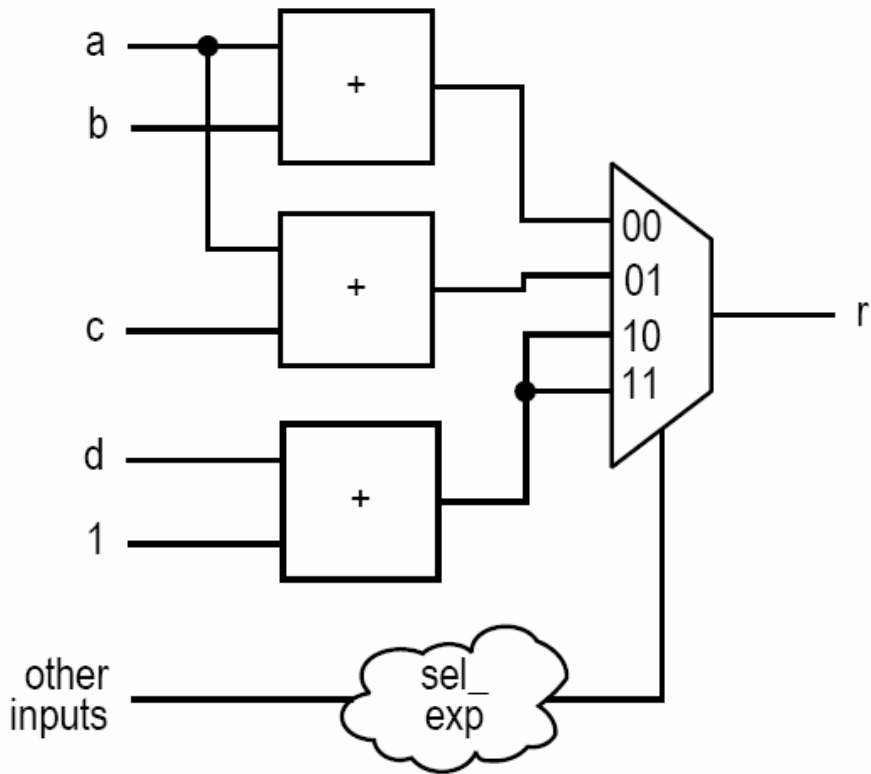 a
+
b
00
+
01
r
c
10
11
d
+
1
other
inputs
sel_
exp